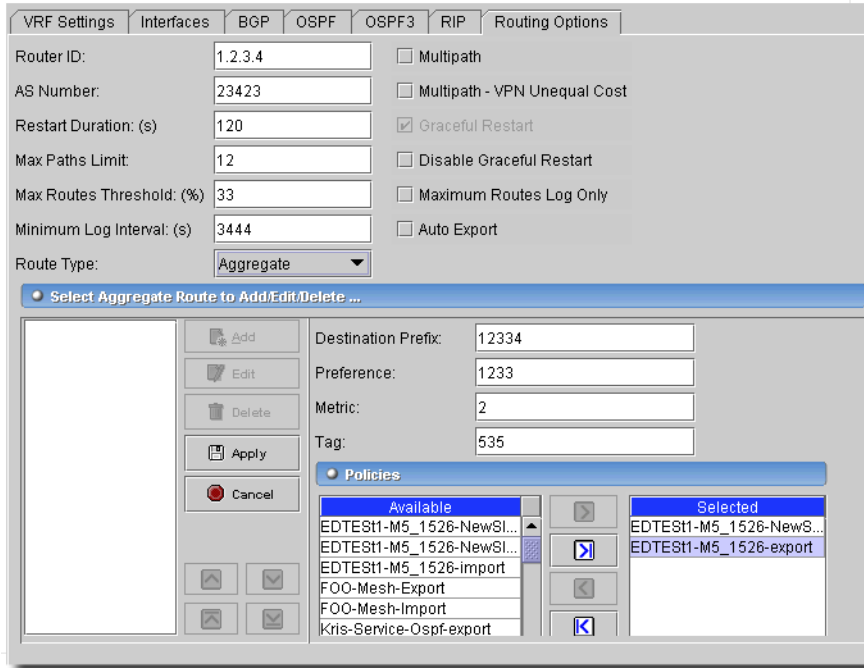 VRF Settings Interfaces BGP OSPF OSPF3 RIP Routing Options
Router ID: 1.2.3.4 Multipath
AS Number: 23423 Multipath - VPN Unequal Cost
Restart Duration: (s) 120 Graceful Restart
Max Paths Limit: 12 Disable Graceful Restart
Max Routes Threshold: (%) 33 Maximum Routes Log Only
Minimum Log Interval: (s) 3444 Auto Export
Route Type: Aggregate
Select Aggregate Route to Add/Edit/Delete ...
Add
Edit
Delete
Apply
Cancel
Destination Prefix: 12334
Preference: 1233
Metric: 2
Tag: 535
Policies
Available
EDTESt1-M5_1526-NewSl...
EDTESt1-M5_1526-NewSl...
EDTESt1-M5_1526-import
FOO-Mesh-Export
FOO-Mesh-Import
Kris-Service-Ospf-export
Selected
EDTESt1-M5_1526-NewS...
EDTESt1-M5_1526-export